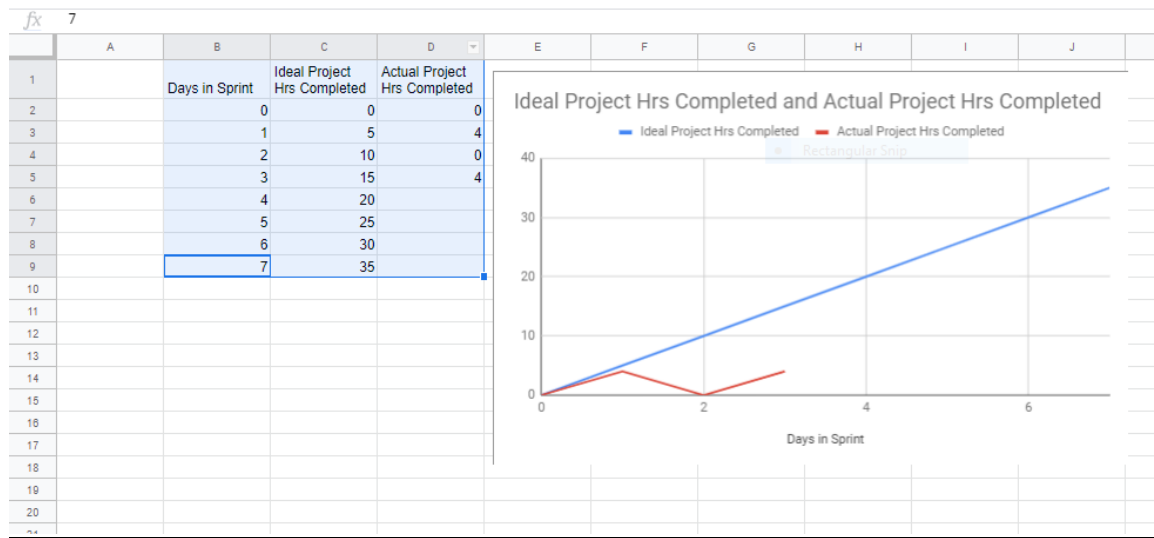 fx 7
A B C D E F G H I J
1 Days in Sprint Ideal Project Hrs Completed Actual Project Hrs Completed
2 0 0 0
3 1 5 4
4 2 10 0
5 3 15 4
6 4 20
7 5 25
8 6 30
9 7 35
10
11
12
13
14
15
16
17
18
19
20
Ideal Project Hrs Completed and Actual Project Hrs Completed
Ideal Project Hrs Completed Actual Project Hrs Completed
Rectangular Snip
40
30
20
10
0
0 2 4 6
Days in Sprint